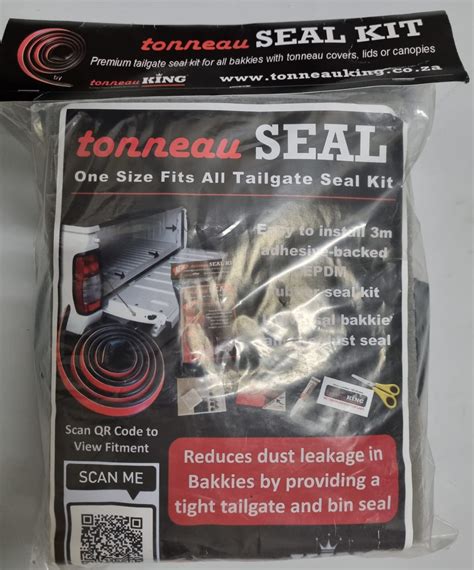 tonneau SEAL KIT
Premium tailgate seal kit for all bakkies with tonneau covers, lids or canopies
tonneau KING
www.tonneauking.co.za
tonneau SEAL
One Size Fits All Tailgate Seal Kit
Easy to install 3m
adhesive-backed
EPDM
seal kit
bakkie
seal
SEAL KIT
KING
Scan QR Code to
View Fitment
SCAN ME
Reduces dust leakage in
Bakkies by providing a
tight tailgate and bin seal